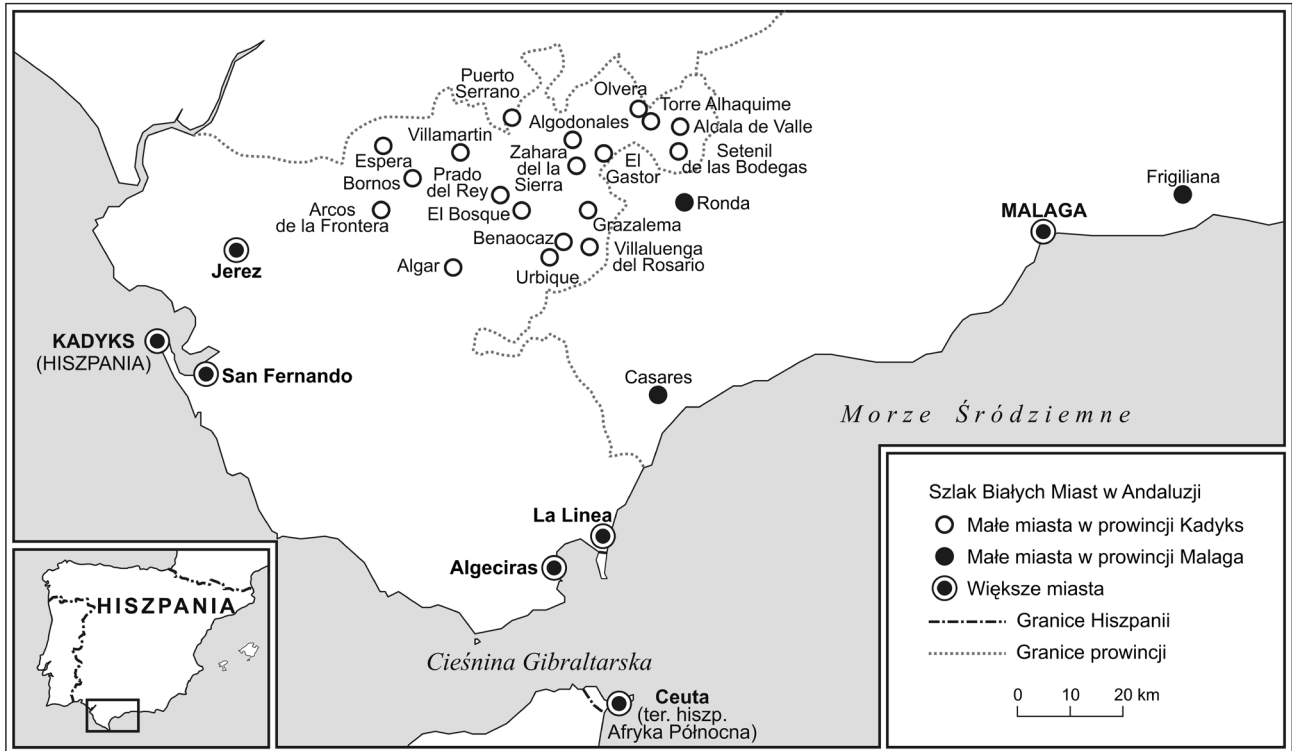 Puerto
Serrano
Olvera
Torre Alhaquime
Algodonales
Alcala de Valle
Villamartin
Espera
Zahara
del la
Sierra
El
Gastor
Setenil
de las Bodegas
Bornos
Prado
del Rey
Frigiliana
Arcos
de la Frontera
El Bosque
Ronda
MALAGA
Grazalema
Benaocaz
Villaluenga
del Rosario
Jerez
Algar
Urbique
KADYKS
(HISZPANIA)
San Fernando
Casares
Morze Śródziemne
La Linea
Algeciras
Cieśnina Gibraltarska
Ceuta
(ter. hiszp.
Afryka Północna)
HISZPANIA
Szlak Białych Miast w Andaluzji
Małe miasta w prowincji Kadyks
Małe miasta w prowincji Malaga
Większe miasta
Granice Hiszpanii
Granice prowincji
0 10 20 km